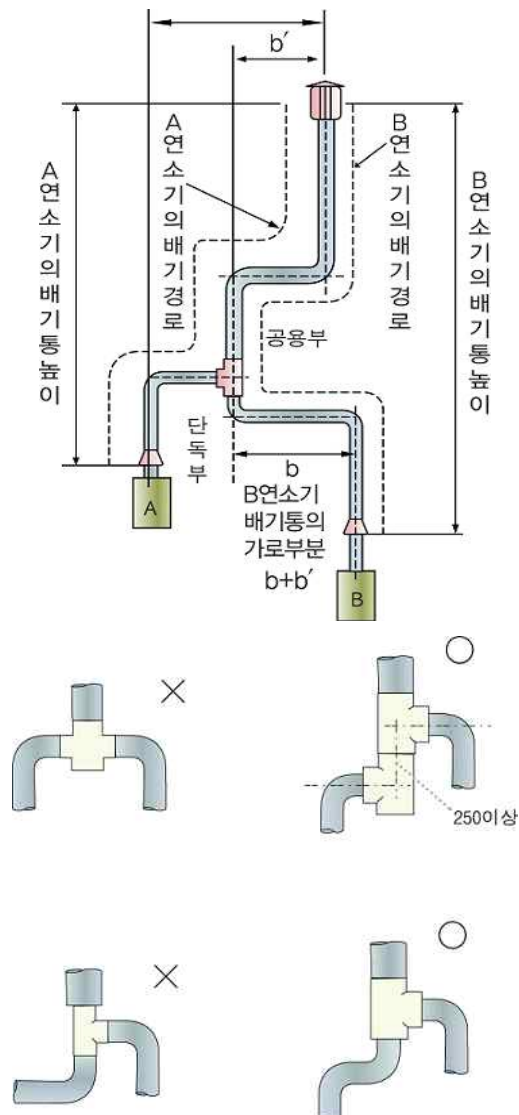 b′
A연소기의배기통높이
A연소기의배기경로
B연소기의배기경로
B연소기의배기통높이
공용부
단독부
b
B연소기
배기통의
가로부분
b+b′
A
B
×
○
250이상
×
○